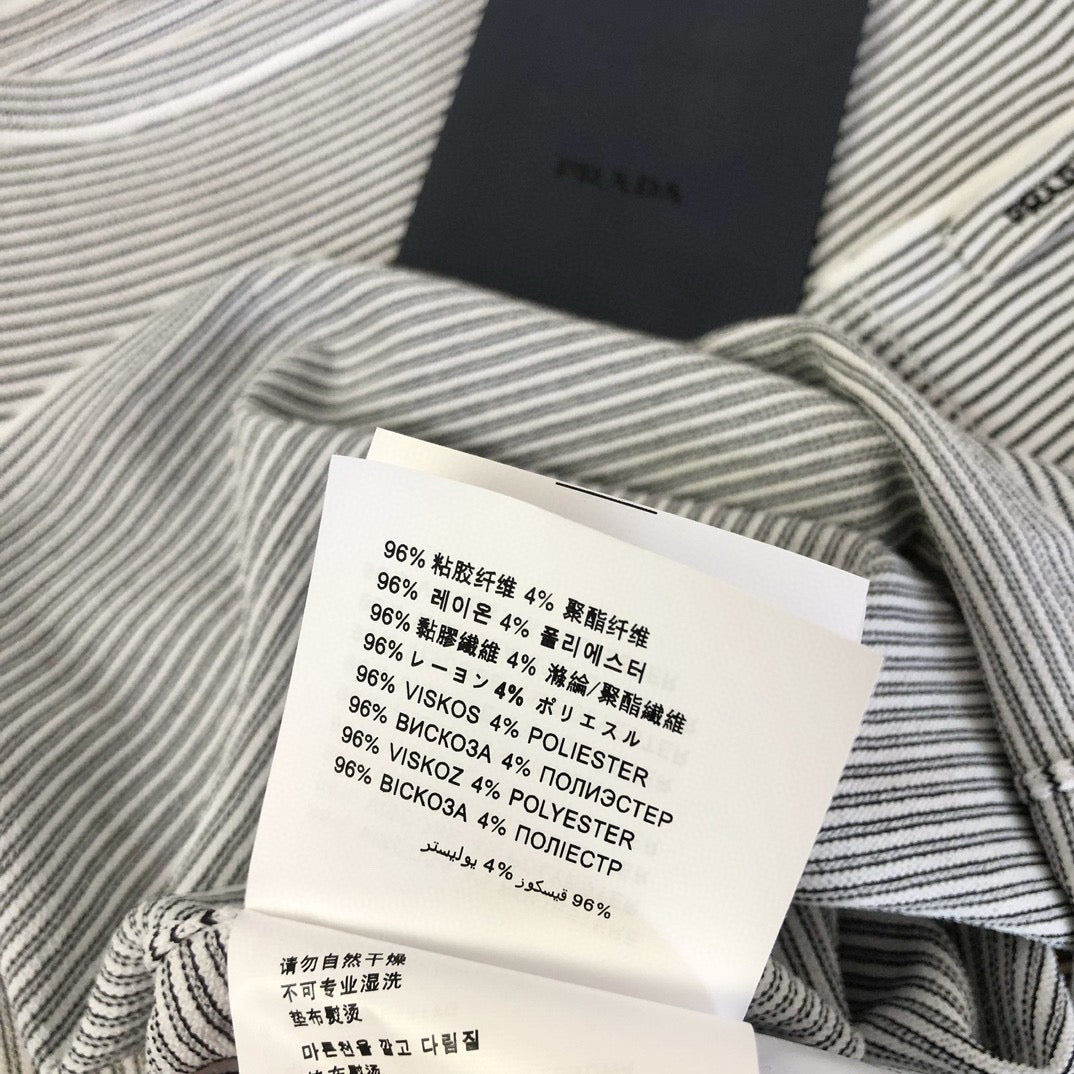 PRADA
96% 粘胶纤维 4% 聚酯纤维
96% 레이온 4% 폴리에스터
96% 黏膠纖維 4% 滌綸/聚酯纖維
96% レーヨン 4% ポリエスル
96% VISKOS 4% POLIESTER
96% ВИСКОЗА 4% ПОЛИЭСТЕР
96% VISKOZ 4% POLYESTER
96% ВІСКОЗА 4% ПОЛІЕСТР
96% ڤيسكوز 4% يوليستر
请勿自然干燥
不可专业湿洗
垫布熨烫
마른천을 깔고 다림질